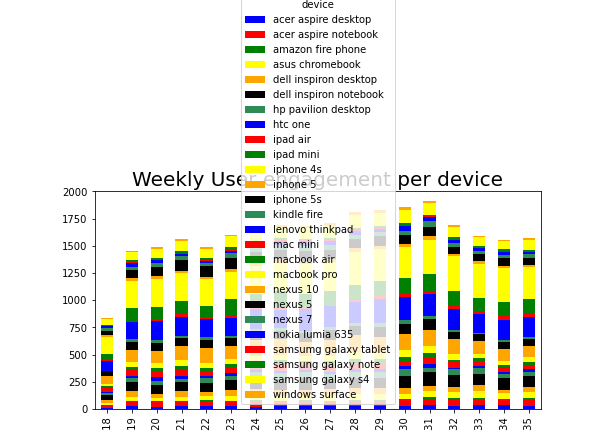 device
acer aspire desktop
acer aspire notebook
amazon fire phone
asus chromebook
dell inspiron desktop
dell inspiron notebook
hp pavilion desktop
htc one
ipad air
ipad mini
iphone 4s
iphone 5
iphone 5s
kindle fire
lenovo thinkpad
mac mini
macbook air
macbook pro
nexus 10
nexus 5
nexus 7
nokia lumia 635
samsumg galaxy tablet
samsung galaxy note
samsung galaxy s4
windows surface
Weekly User engagement per device
2000
1750
1500
1250
1000
750
500
250
0
18 19 20 21 22 23 24 25 26 27 28 29 30 31 32 33 34 35